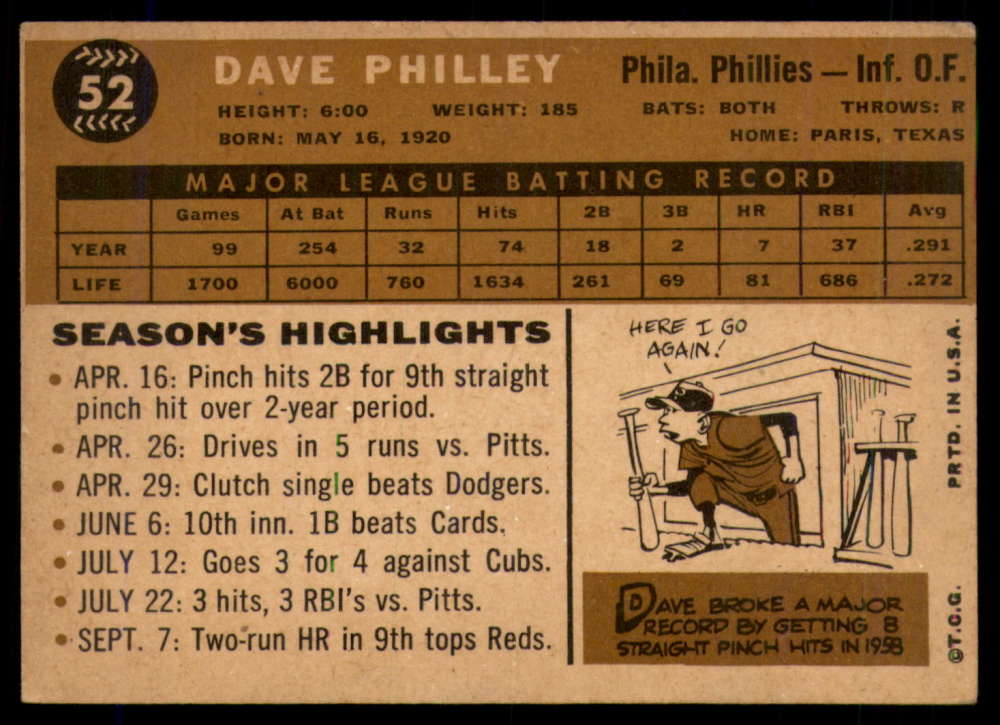 52
DAVE PHILLEY
Phila. Phillies — Inf. O.F.
HEIGHT: 6:00 WEIGHT: 185 BATS: BOTH THROWS: R
BORN: MAY 16, 1920 HOME: PARIS, TEXAS
MAJOR LEAGUE BATTING RECORD
Games At Bat Runs Hits 2B 3B HR RBI Avg
YEAR 99 254 32 74 18 2 7 37 .291
LIFE 1700 6000 760 1634 261 69 81 686 .272
SEASON'S HIGHLIGHTS
• APR. 16: Pinch hits 2B for 9th straight
pinch hit over 2-year period.
• APR. 26: Drives in 5 runs vs. Pitts.
• APR. 29: Clutch single beats Dodgers.
• JUNE 6: 10th inn. 1B beats Cards.
• JULY 12: Goes 3 for 4 against Cubs.
• JULY 22: 3 hits, 3 RBI's vs. Pitts.
• SEPT. 7: Two-run HR in 9th tops Reds.
HERE I GO
AGAIN!
DAVE BROKE A MAJOR
RECORD BY GETTING 8
STRAIGHT PINCH HITS IN 1958
©T.C.G. PRTD. IN U.S.A.